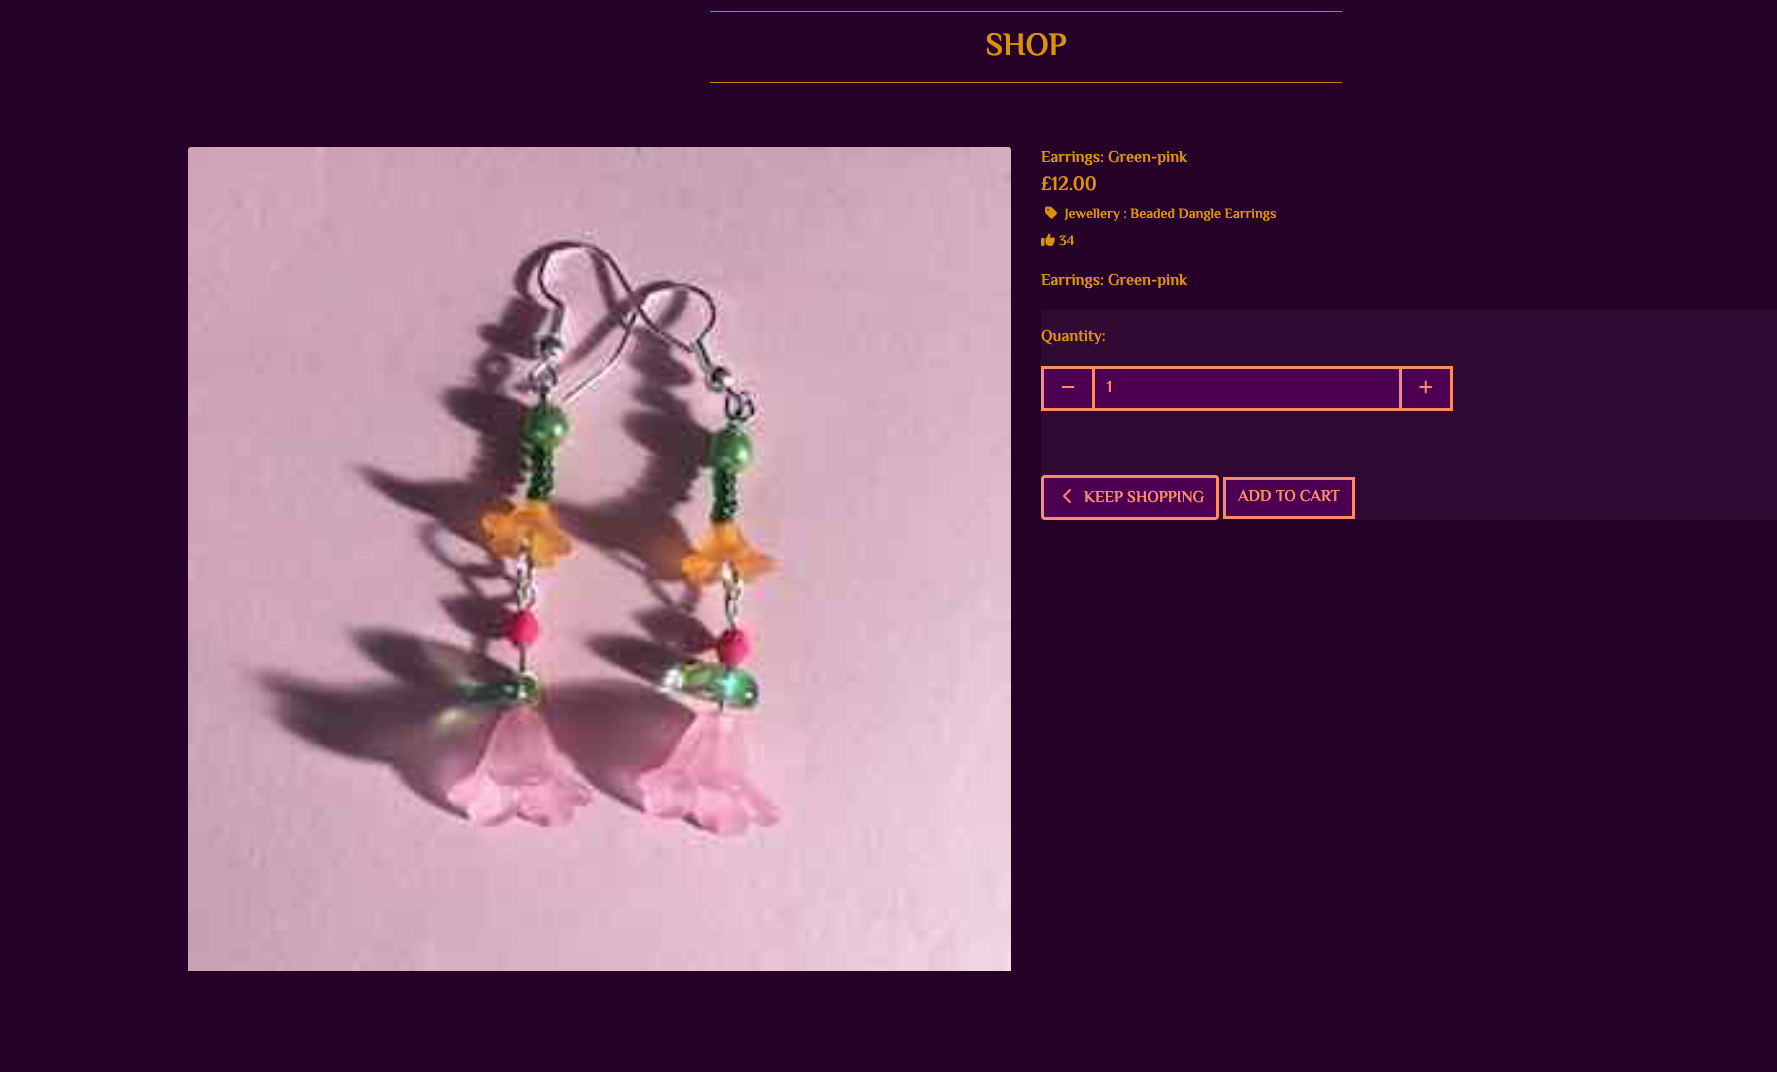 SHOP
Earrings: Green-pink
£12.00
Jewellery : Beaded Dangle Earrings
34
Earrings: Green-pink
Quantity:
− 1 +
KEEP SHOPPING ADD TO CART